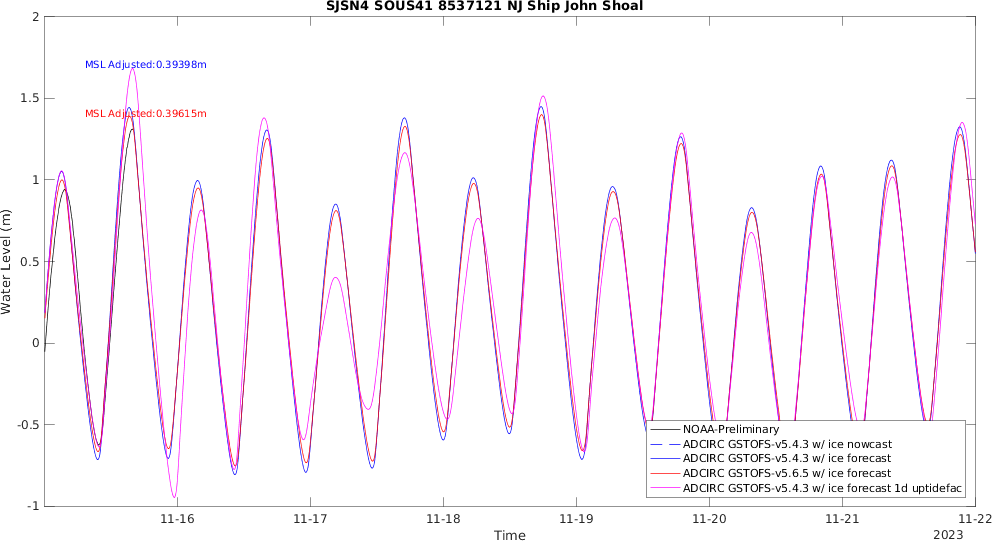 SJSN4 SOUS41 8537121 NJ Ship John Shoal
MSL Adjusted:0.39398m
MSL Adjusted:0.39615m
Water Level (m)
2
1.5
1
0.5
0
-0.5
-1
NOAA-Preliminary
ADCIRC GSTOFS-v5.4.3 w/ ice nowcast
ADCIRC GSTOFS-v5.4.3 w/ ice forecast
ADCIRC GSTOFS-v5.6.5 w/ ice forecast
ADCIRC GSTOFS-v5.4.3 w/ ice forecast 1d uptidefac
11-16 11-17 11-18 11-19 11-20 11-21 11-22
Time
2023